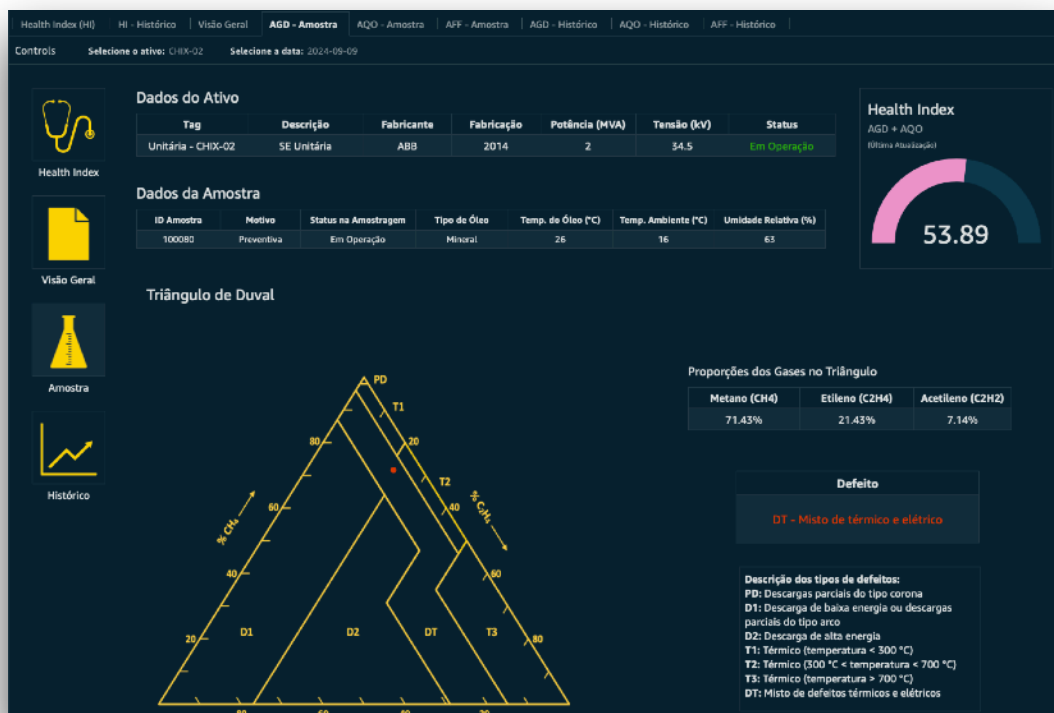 Health Index (HI) HI - Histórico Visão Geral AGD - Amostra AQO - Amostra AFF - Amostra AGD - Histórico AQO - Histórico AFF - Histórico
Controls Selecione o ativo: CHIX-02 Selecione a data: 2024-09-09
Health Index
Visão Geral
Amostra
Histórico
Dados do Ativo
Tag Descrição Fabricante Fabricação Potência (MVA) Tensão (kV) Status
Unitária - CHIX-02 SE Unitária ABB 2014 2 34.5 Em Operação
Dados da Amostra
ID Amostra Motivo Status na Amostragem Tipo de Óleo Temp. do Óleo (°C) Temp. Ambiente (°C) Umidade Relativa (%)
100080 Preventiva Em Operação Mineral 26 16 63
Health Index
AGD + AQO
(Última Atualização)
53.89
Triângulo de Duval
PD
T1
80 20
T2
60 40
% CH₄ % C₂H₄
40 60
20 D1 D2 DT T3 80
80 60 40 20
Proporções dos Gases no Triângulo
Metano (CH4) Etileno (C2H4) Acetileno (C2H2)
71.43% 21.43% 7.14%
Defeito
DT - Misto de térmico e elétrico
Descrição dos tipos de defeitos:
PD: Descargas parciais do tipo corona
D1: Descarga de baixa energia ou descargas
parciais do tipo arco
D2: Descarga de alta energia
T1: Térmico (temperatura < 300 °C)
T2: Térmico (300 °C < temperatura < 700 °C)
T3: Térmico (temperatura > 700 °C)
DT: Misto de defeitos térmicos e elétricos